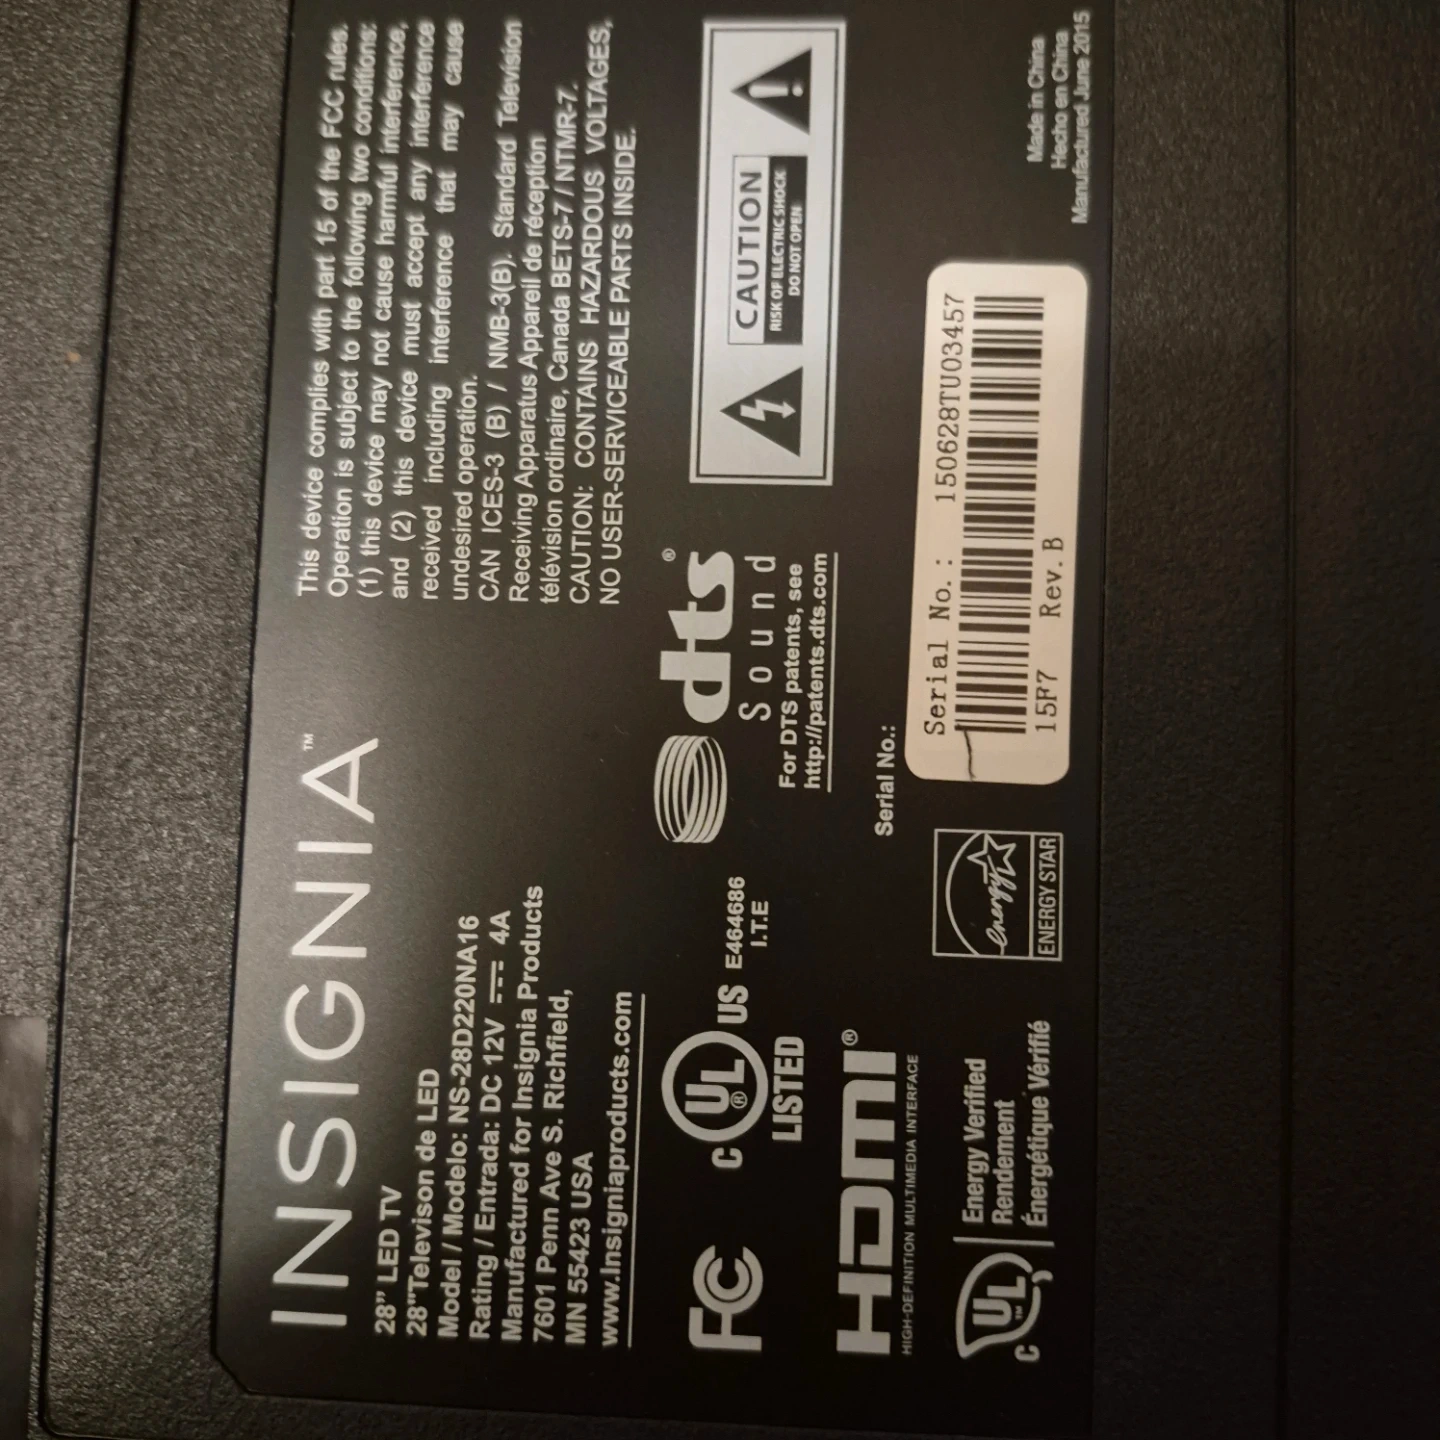 INSIGNIA™
28" LED TV
28"Televison de LED
Model / Modelo: NS-28D220NA16
Rating / Entrada: DC 12V ⎓ 4A
Manufactured for Insignia Products
7601 Penn Ave S. Richfield,
MN 55423 USA
www.Insigniaproducts.com
This device complies with part 15 of the FCC rules.
Operation is subject to the following two conditions:
(1) this device may not cause harmful interference,
and (2) this device must accept any interference
received including interference that may cause
undesired operation.
CAN ICES-3 (B) / NMB-3(B). Standard Television
Receiving Apparatus Appareil de réception
télévision ordinaire, Canada BETS-7 / NTMR-7.
CAUTION: CONTAINS HAZARDOUS VOLTAGES,
NO USER-SERVICEABLE PARTS INSIDE.
FC
C UL ® US
LISTED
E464686
I.T.E
dts®
Sound
For DTS patents, see
http://patents.dts.com
CAUTION
RISK OF ELECTRIC SHOCK
DO NOT OPEN
HDMI®
HIGH-DEFINITION MULTIMEDIA INTERFACE
C UL™
Energy Verified
Rendement
Énergétique Vérifié
energy
ENERGY STAR
Serial No.:
Serial No.: 150628TU03457
15F7 Rev. B
Made in China
Hecho en China
Manufactured June 2015